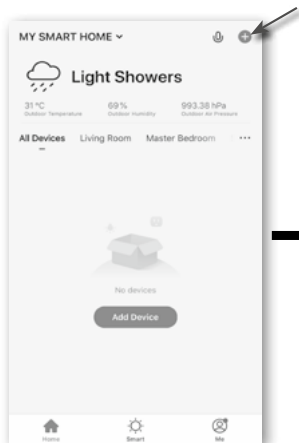 MY SMART HOME
Light Showers
31 °C 69% 993.38 hPa
Outdoor Temperature Outdoor Humidity Outdoor Air Pressure
All Devices Living Room Master Bedroom ...
No devices
Add Device
Home Smart Me